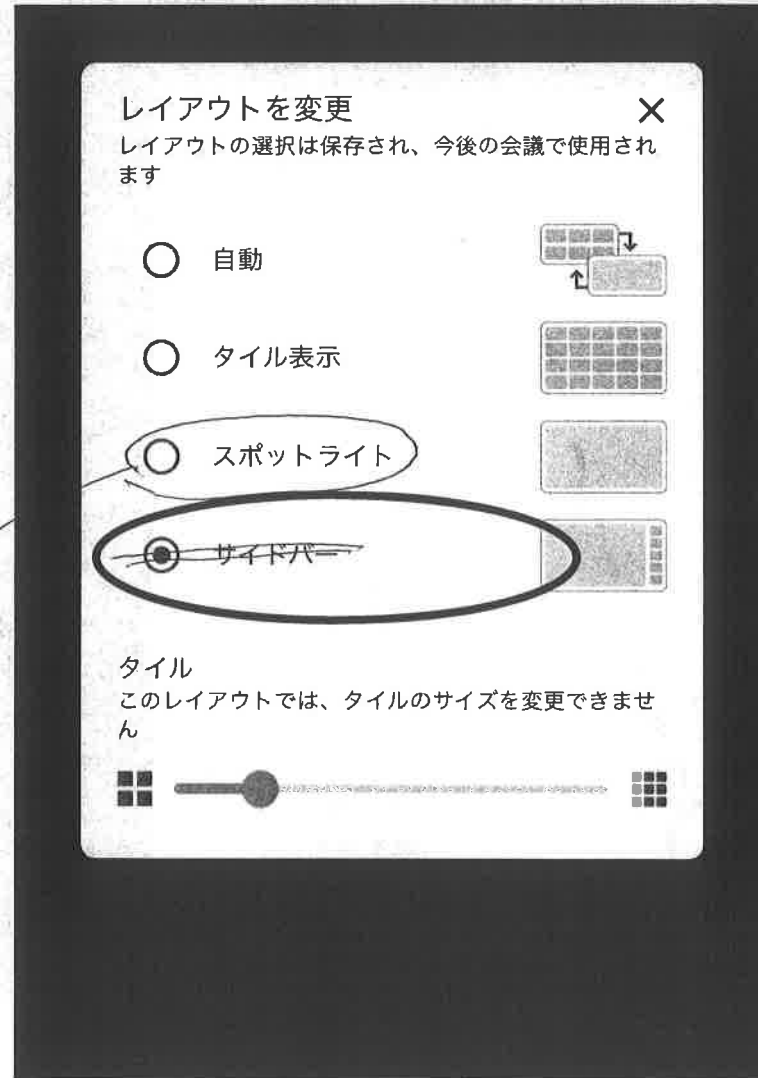 レイアウトを変更
レイアウトの選択は保存され、今後の会議で使用され
ます
自動
タイル表示
スポットライト
サイドバー
タイル
このレイアウトでは、タイルのサイズを変更できませ
ん